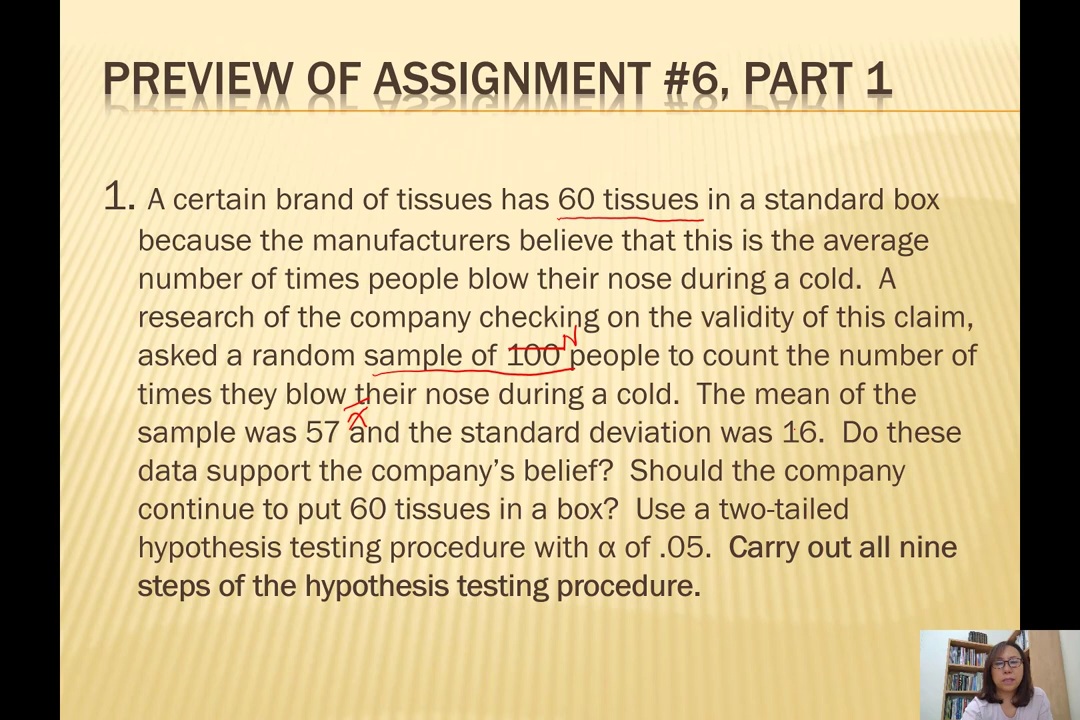 PREVIEW OF ASSIGNMENT #6, PART 1
1. A certain brand of tissues has 60 tissues in a standard box
because the manufacturers believe that this is the average
number of times people blow their nose during a cold. A
research of the company checking on the validity of this claim,
asked a random sample of 100 people to count the number of
N
times they blow their nose during a cold. The mean of the
x̄
sample was 57 and the standard deviation was 16. Do these
data support the company's belief? Should the company
continue to put 60 tissues in a box? Use a two-tailed
hypothesis testing procedure with α of .05. Carry out all nine
steps of the hypothesis testing procedure.